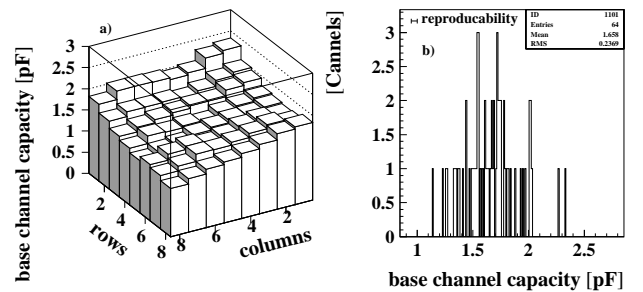 a)
3
2.5
2
1.5
1
0.5
0
base channel capacity [pF]
2
4
6
8
rows
8
6
4
2
columns
reproducability
b)
ID 1101
Entries 64
Mean 1.658
RMS 0.2369
[Cannels]
3
2.5
2
1.5
1
0.5
0
1 1.5 2 2.5
base channel capacity [pF]